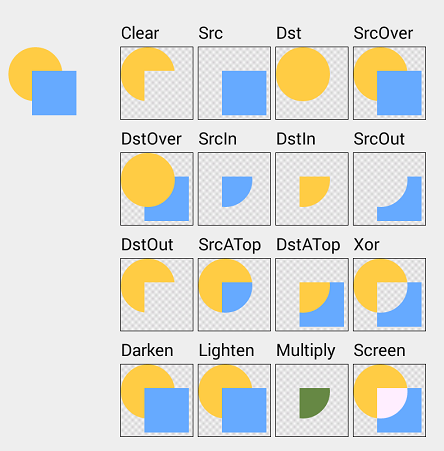 Clear Src Dst SrcOver
DstOver SrcIn DstIn SrcOut
DstOut SrcATop DstATop Xor
Darken Lighten Multiply Screen